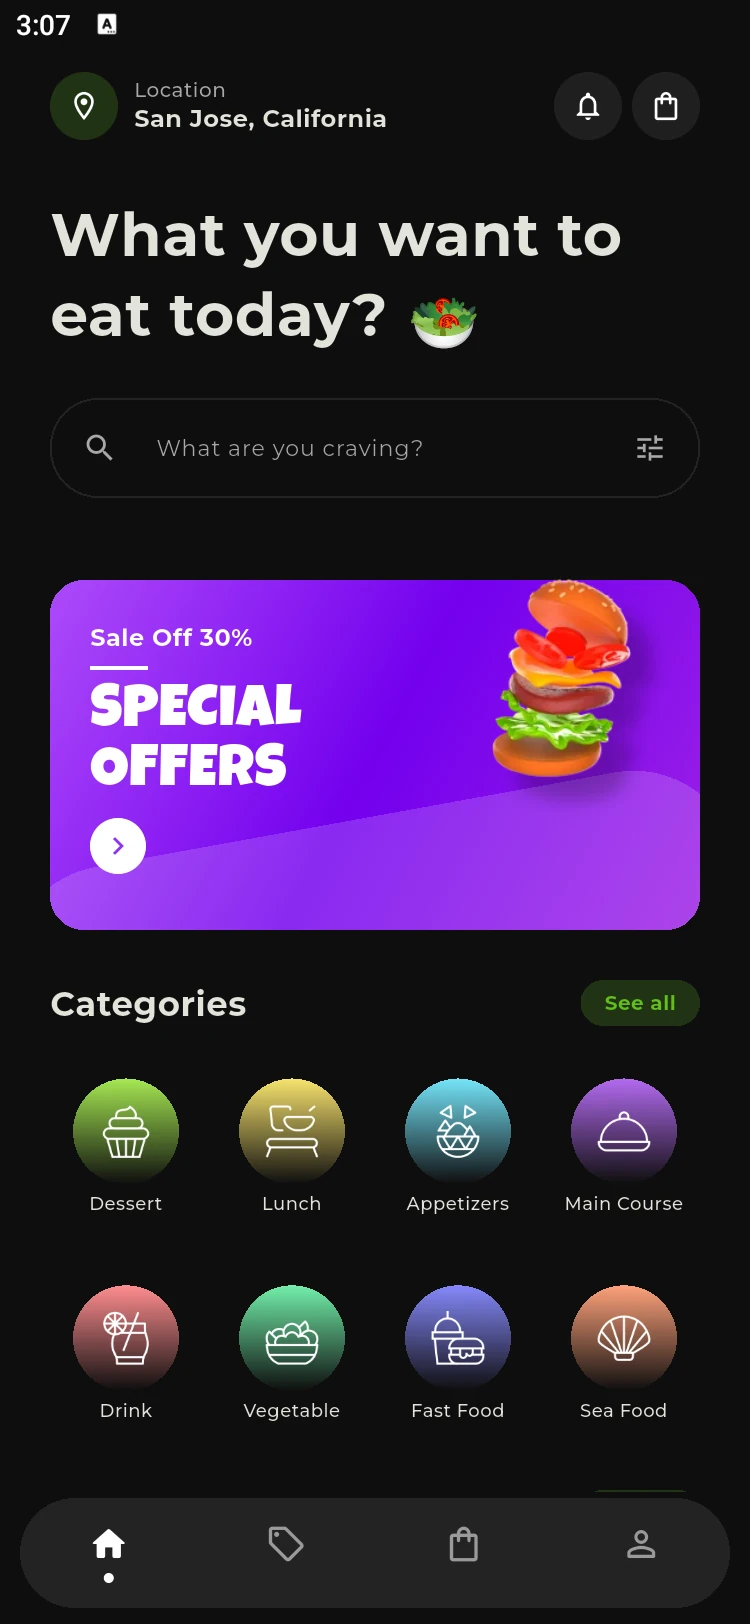 3:07
A
Location
San Jose, California
What you want to
eat today?
What are you craving?
Sale Off 30%
SPECIAL
OFFERS
Categories
See all
Dessert
Lunch
Appetizers
Main Course
Drink
Vegetable
Fast Food
Sea Food